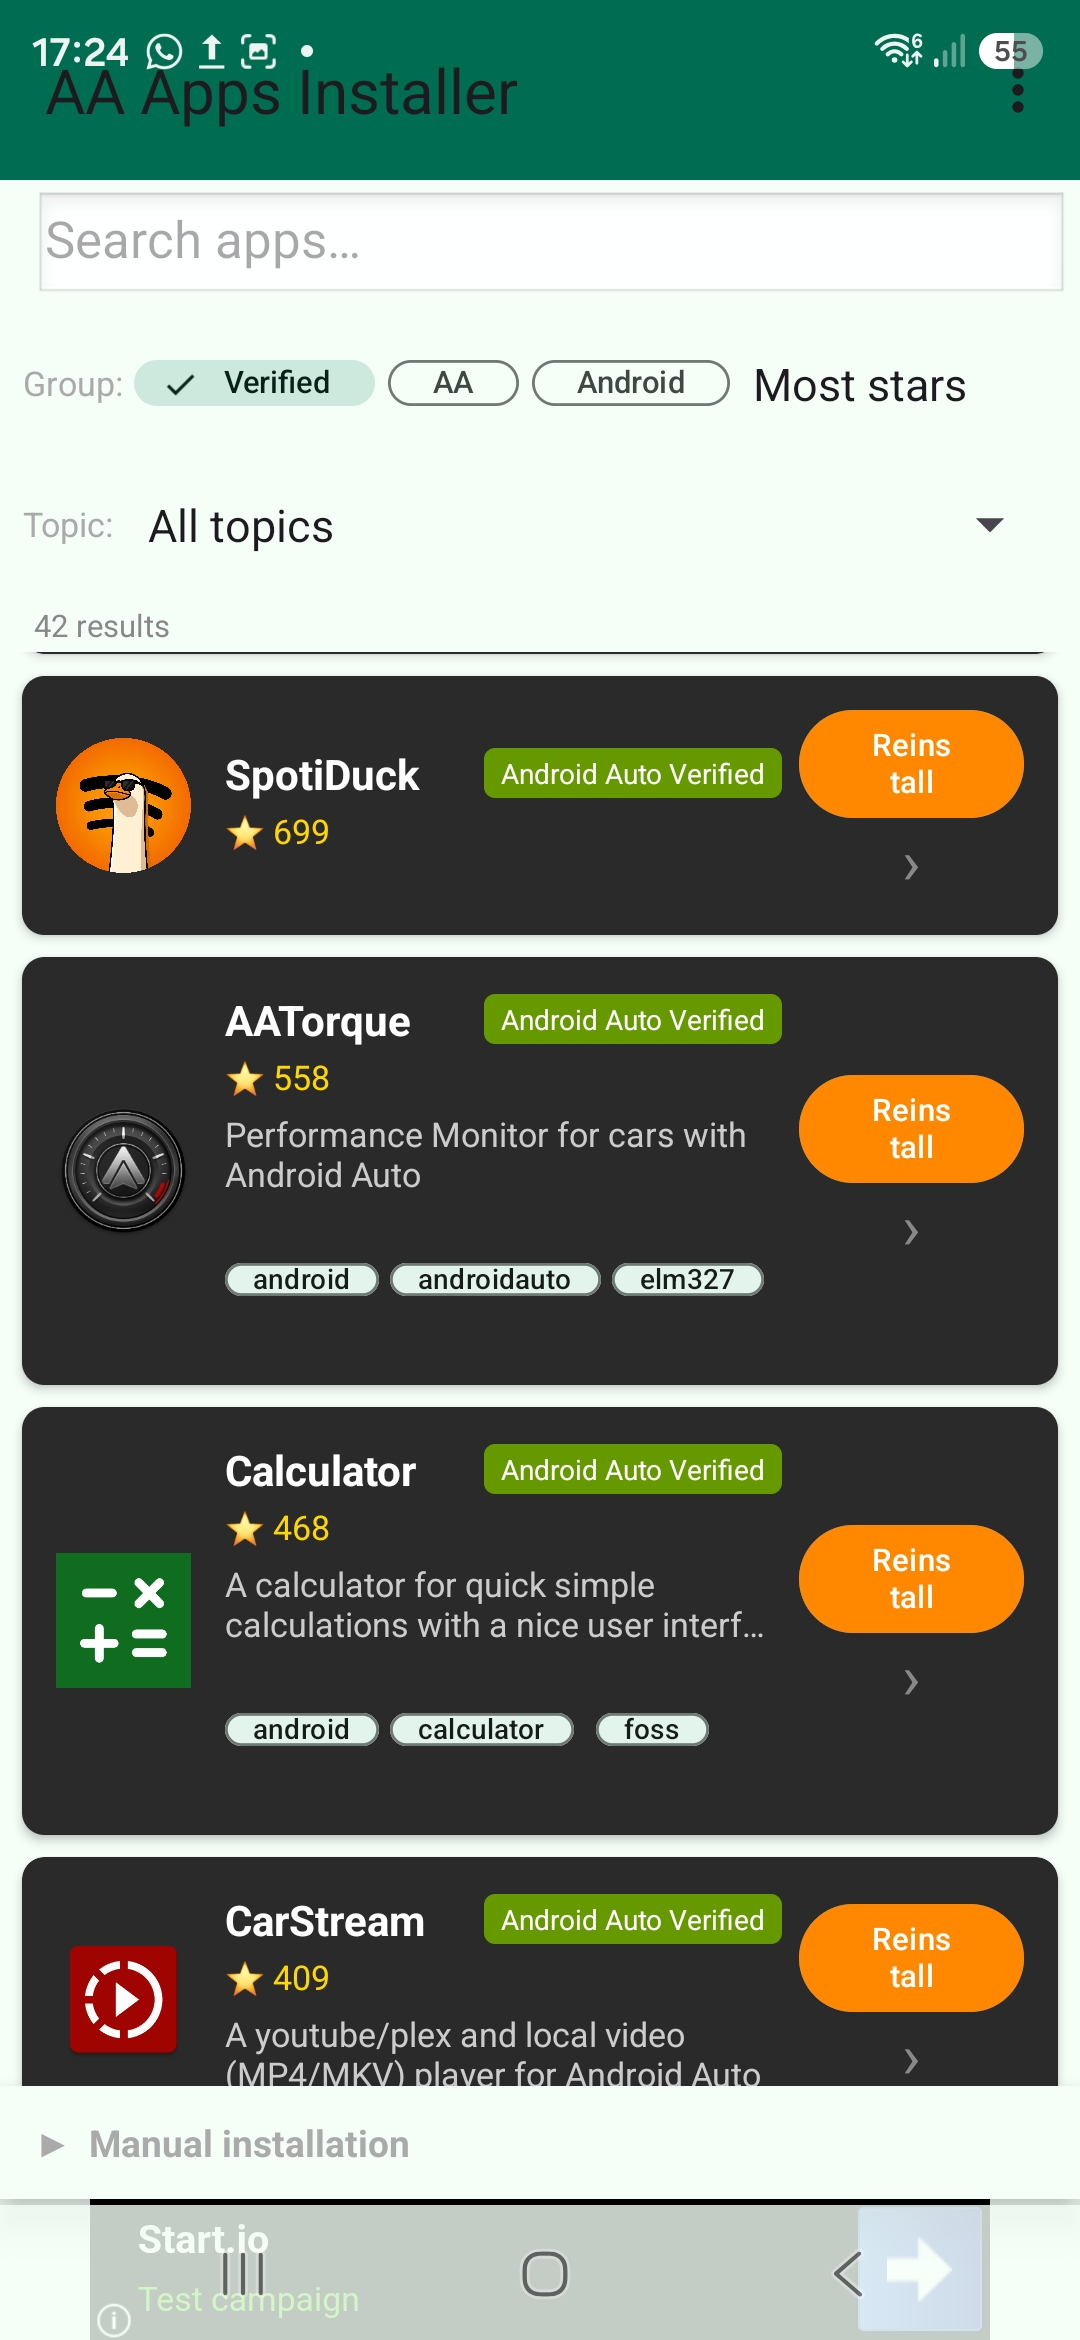 17:24
6
55
AA Apps Installer
Search apps...
Group: Verified AA Android Most stars
Topic: All topics
42 results
SpotiDuck Android Auto Verified
699
Reins
tall
AATorque Android Auto Verified
558
Performance Monitor for cars with
Android Auto
Reins
tall
android androidauto elm327
Calculator Android Auto Verified
468
A calculator for quick simple
calculations with a nice user interf...
Reins
tall
android calculator foss
CarStream Android Auto Verified
409
A youtube/plex and local video
(MP4/MKV) player for Android Auto
Reins
tall
Manual installation
Start.io
Test campaign